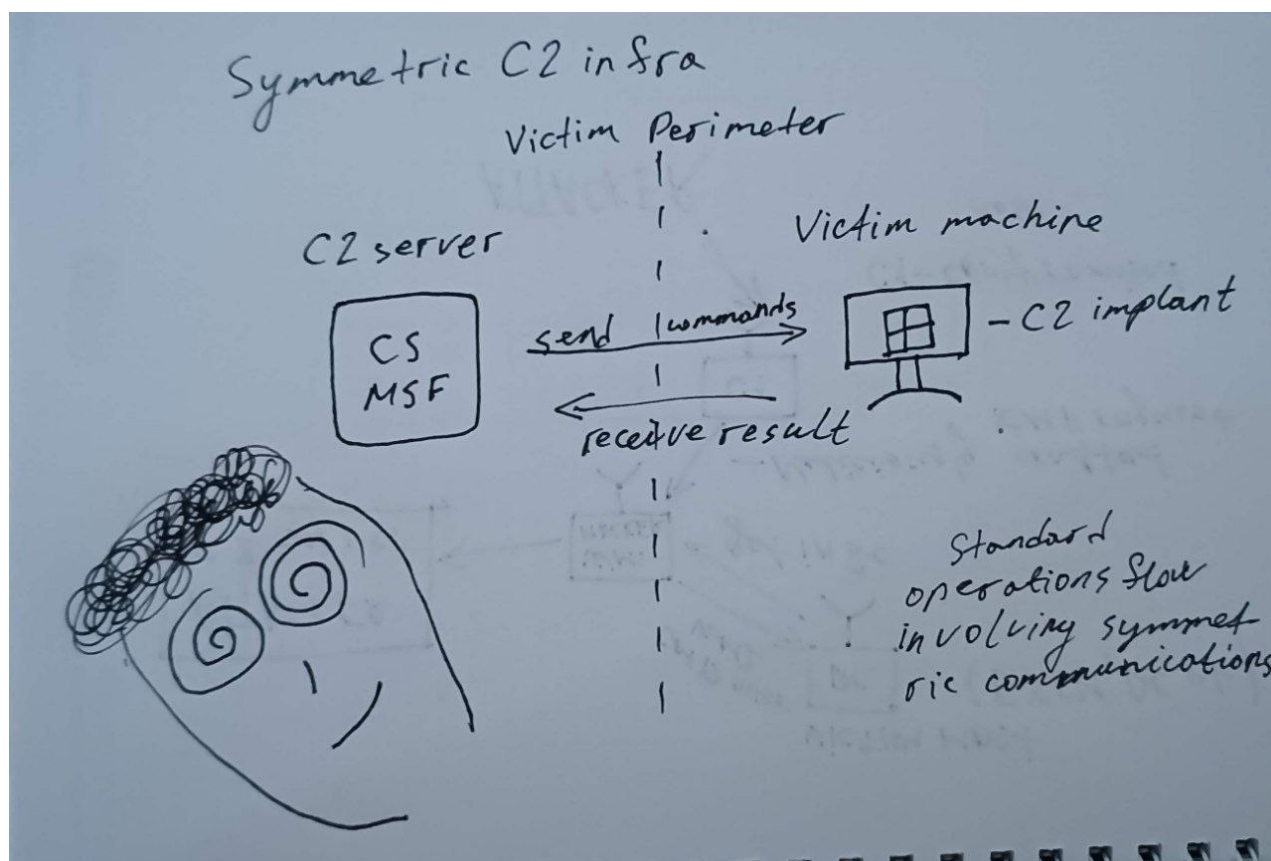 Symmetric C2 infra
Victim Perimeter
C2 server
Victim machine
CS
MSF
send commands
- C2 implant
receive result
Standard
operations flow
involving symmet-
ric communications